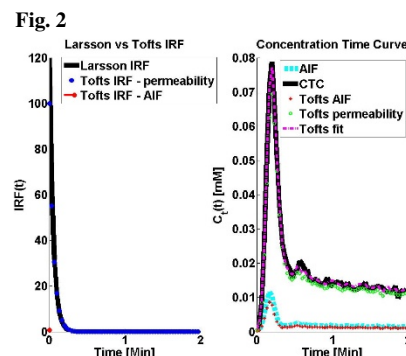 Fig. 2
Larsson vs Tofts IRF
Larsson IRF
Tofts IRF - permeability
Tofts IRF - AIF
IRF(t)
120
100
80
60
40
20
0
0
1
2
Time [Min]
Concentration Time Curve
AIF
CTC
Tofts AIF
Tofts permeability
Tofts fit
Ct(t) [mM]
0.08
0.07
0.06
0.05
0.04
0.03
0.02
0.01
0
0
1
2
Time [Min]